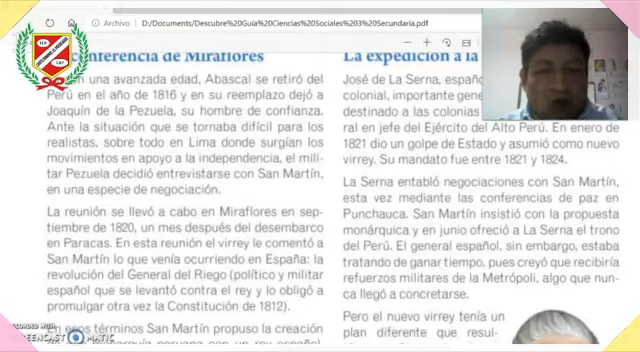 Archivo
D:/Documents/Descubre%20Guía%20Ciencias%20Sociales%203%20Secundaria.pdf
conferencia de Miraflores
en una avanzada edad, Abascal se retiró del
Perú en el año de 1816 y en su reemplazo dejó a
Joaquín de la Pezuela, su hombre de confianza.
Ante la situación que se tornaba difícil para los
realistas, sobre todo en Lima donde surgían los
movimientos en apoyo a la independencia, el mili-
tar Pezuela decidió entrevistarse con San Martín,
en una especie de negociación.
La reunión se llevó a cabo en Miraflores en sep-
tiembre de 1820, un mes después del desembarco
en Paracas. En esta reunión el virrey le comentó a
San Martín lo que venía ocurriendo en España: la
revolución del General del Riego (político y militar
español que se levantó contra el rey y lo obligó a
promulgar otra vez la Constitución de 1812).
En esos términos San Martín propuso la creación
La expedición a la
José de La Serna, españo
colonial, importante gene
destinado a las colonias
ral en jefe del Ejército del Alto Perú. En enero de
1821 dio un golpe de Estado y asumió como nuevo
virrey. Su mandato fue entre 1821 y 1824.
La Serna entabló negociaciones con San Martín,
esta vez mediante las conferencias de paz en
Punchauca. San Martín insistió con la propuesta
monárquica y en junio ofreció a La Serna el trono
del Perú. El general español, sin embargo, estaba
tratando de ganar tiempo, pues creyó que recibiría
refuerzos militares de la Metrópoli, algo que nun-
ca llegó a concretarse.
Pero el nuevo virrey tenía un
plan diferente que resul-
RECORDED WITH
SCREENCAST MATIC